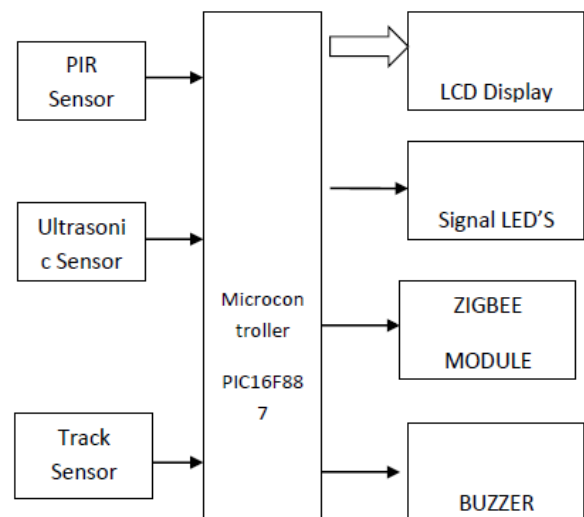 PIR
Sensor
LCD Display
Ultrasoni
c Sensor
Signal LED'S
Microcon
troller
PIC16F88
7
ZIGBEE
MODULE
Track
Sensor
BUZZER